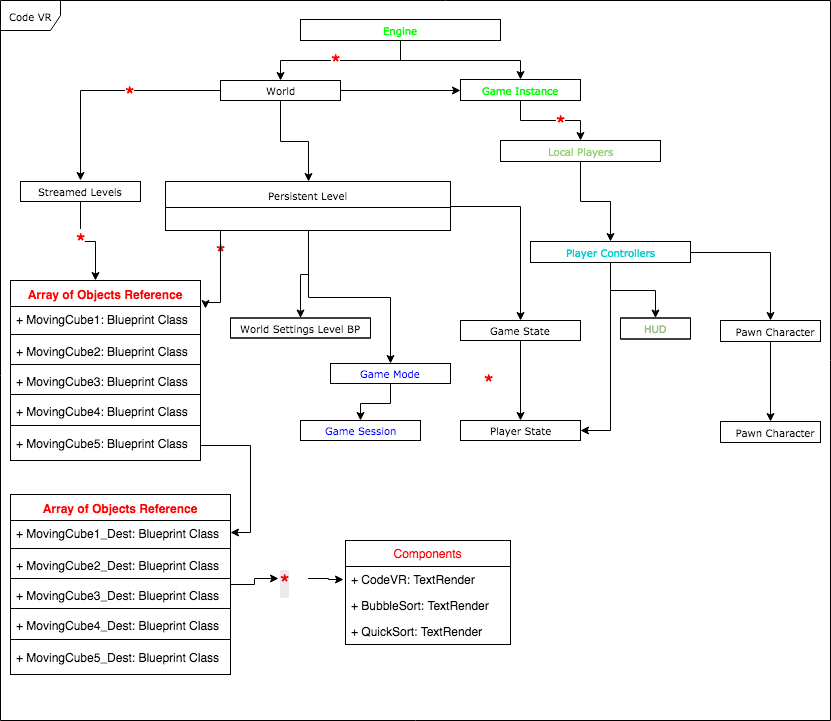 Code VR
Engine
*
World
Game Instance
*
*
Local Players
Streamed Levels
Persistent Level
*
*
Player Controllers
Array of Objects Reference
+ MovingCube1: Blueprint Class
+ MovingCube2: Blueprint Class
+ MovingCube3: Blueprint Class
+ MovingCube4: Blueprint Class
+ MovingCube5: Blueprint Class
World Settings Level BP
Game State
HUD
Pawn Character
Game Mode
*
Game Session
Player State
Pawn Character
Array of Objects Reference
+ MovingCube1_Dest: Blueprint Class
+ MovingCube2_Dest: Blueprint Class
+ MovingCube3_Dest: Blueprint Class
+ MovingCube4_Dest: Blueprint Class
+ MovingCube5_Dest: Blueprint Class
*
Components
+ CodeVR: TextRender
+ BubbleSort: TextRender
+ QuickSort: TextRender